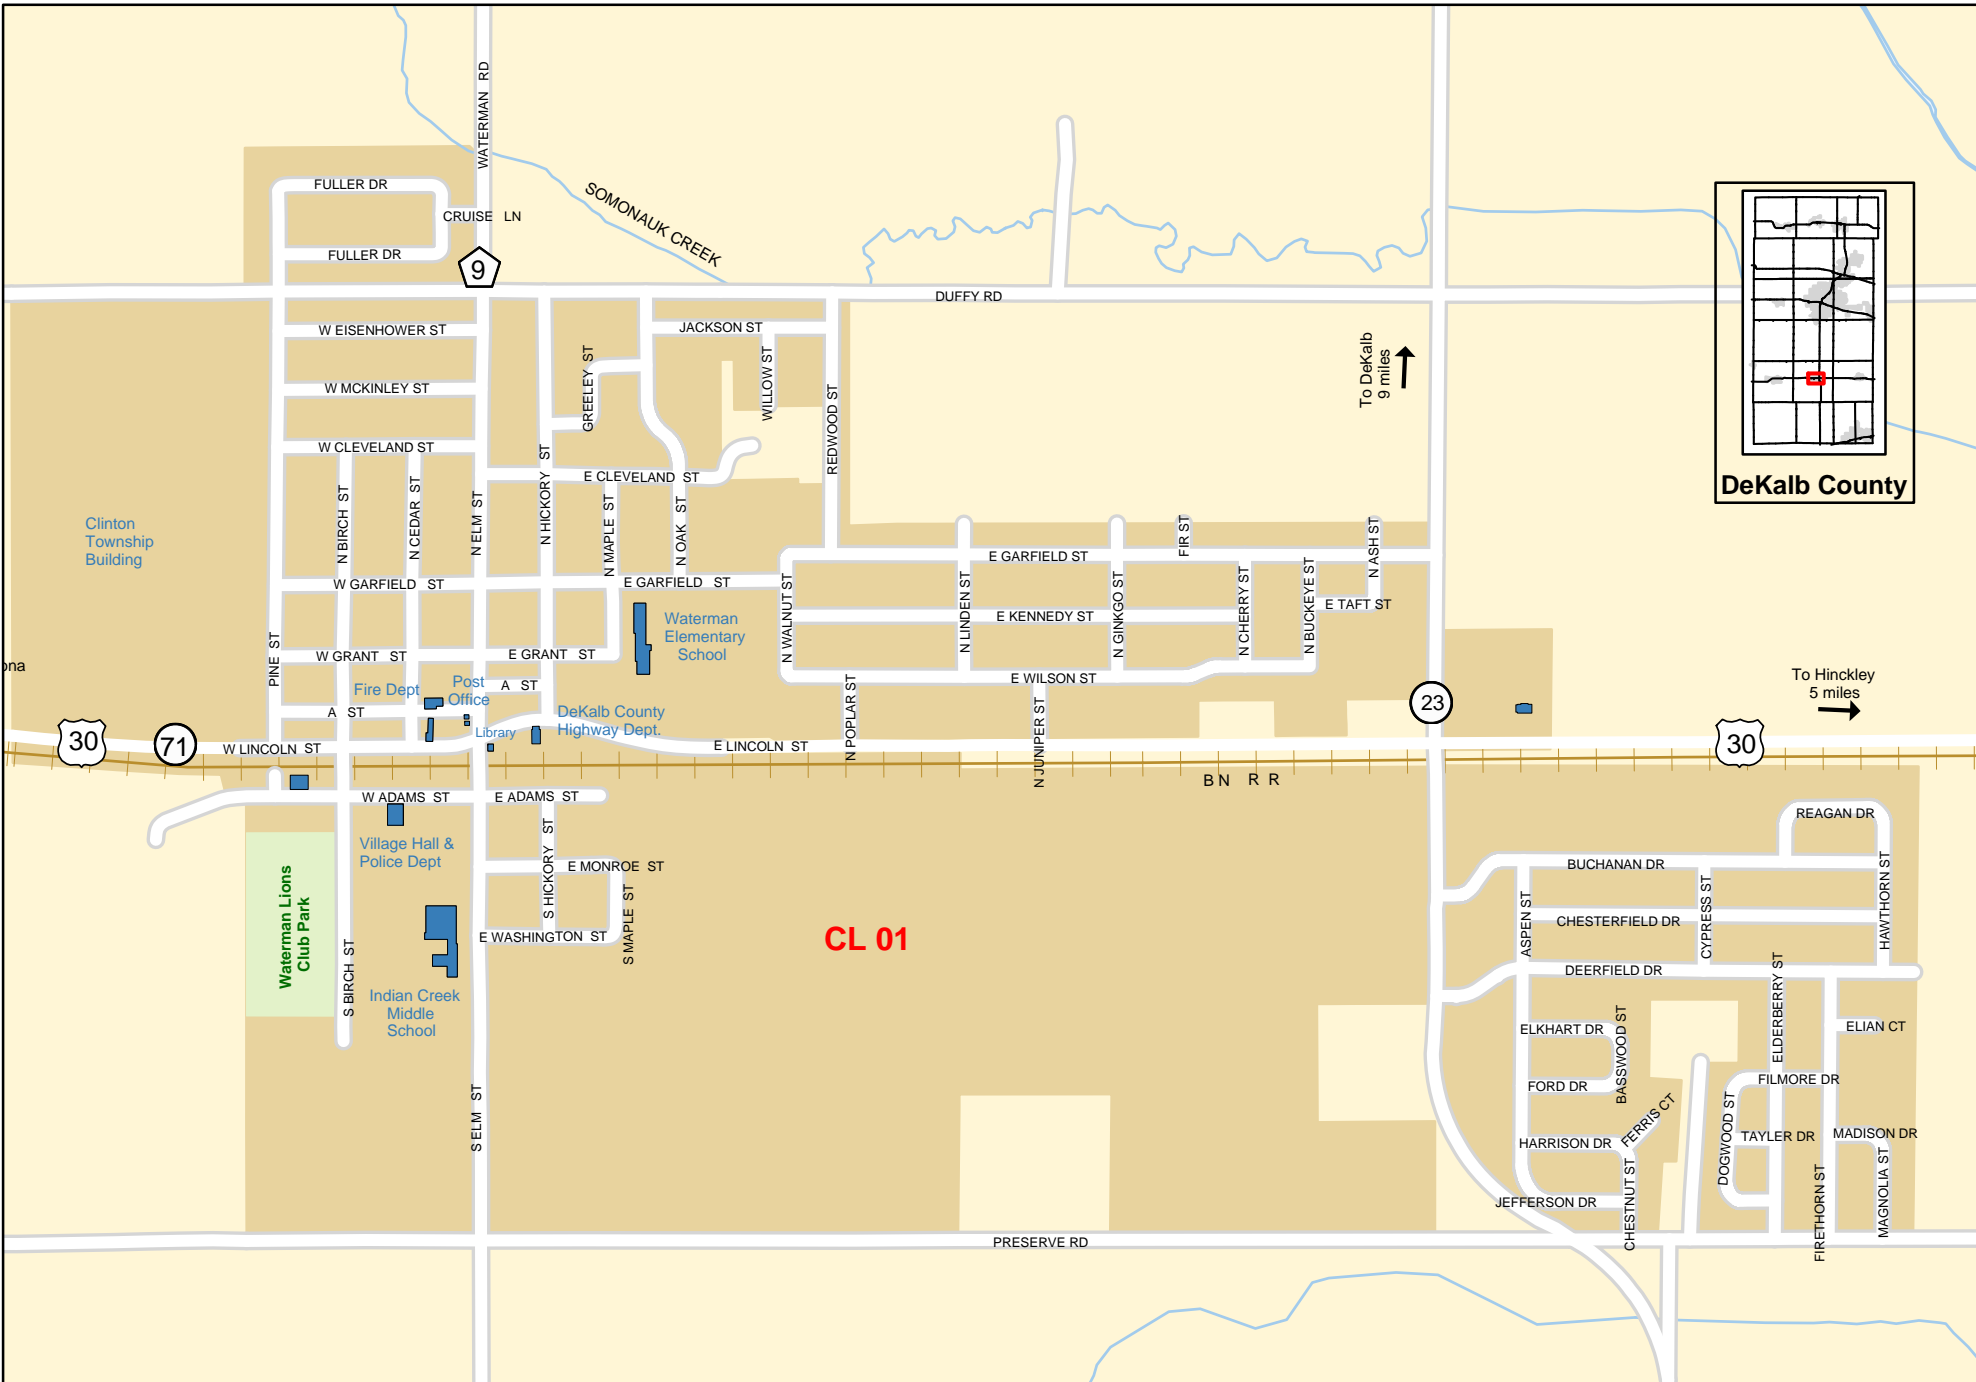 WATERMAN RD
FULLER DR
CRUISE LN
FULLER DR
SOMONAUK CREEK
9
DUFFY RD
W EISENHOWER ST
JACKSON ST
W MCKINLEY ST
GREELEY ST
WILLOW ST
REDWOOD ST
To DeKalb
9 miles
DeKalb County
W CLEVELAND ST
E CLEVELAND ST
N BIRCH ST
N CEDAR ST
N ELM ST
N HICKORY ST
N MAPLE ST
N OAK ST
Clinton
Township
Building
FIR ST
N ASH ST
E GARFIELD ST
W GARFIELD ST
E GARFIELD ST
N WALNUT ST
N LINDEN ST
N GINKGO ST
N CHERRY ST
N BUCKEYE ST
E TAFT ST
E KENNEDY ST
Waterman
Elementary
School
PINE ST
W GRANT ST
E GRANT ST
ona
E WILSON ST
A ST
A ST
Fire Dept
Post
Office
Library
DeKalb County
Highway Dept.
N POPLAR ST
N JUNIPER ST
23
To Hinckley
5 miles
30
71
W LINCOLN ST
E LINCOLN ST
30
BN R R
W ADAMS ST
E ADAMS ST
Village Hall &
Police Dept
S HICKORY ST
E MONROE ST
S MAPLE ST
E WASHINGTON ST
Waterman Lions
Club Park
S BIRCH ST
Indian Creek
Middle
School
S ELM ST
CL 01
REAGAN DR
BUCHANAN DR
HAWTHORN ST
ASPEN ST
CHESTERFIELD DR
CYPRESS ST
DEERFIELD DR
ELDERBERRY ST
ELKHART DR
BASSWOOD ST
ELIAN CT
FORD DR
FILMORE DR
FERRIS CT
DOGWOOD ST
HARRISON DR
TAYLER DR
MADISON DR
CHESTNUT ST
FIRETHORN ST
MAGNOLIA ST
JEFFERSON DR
PRESERVE RD